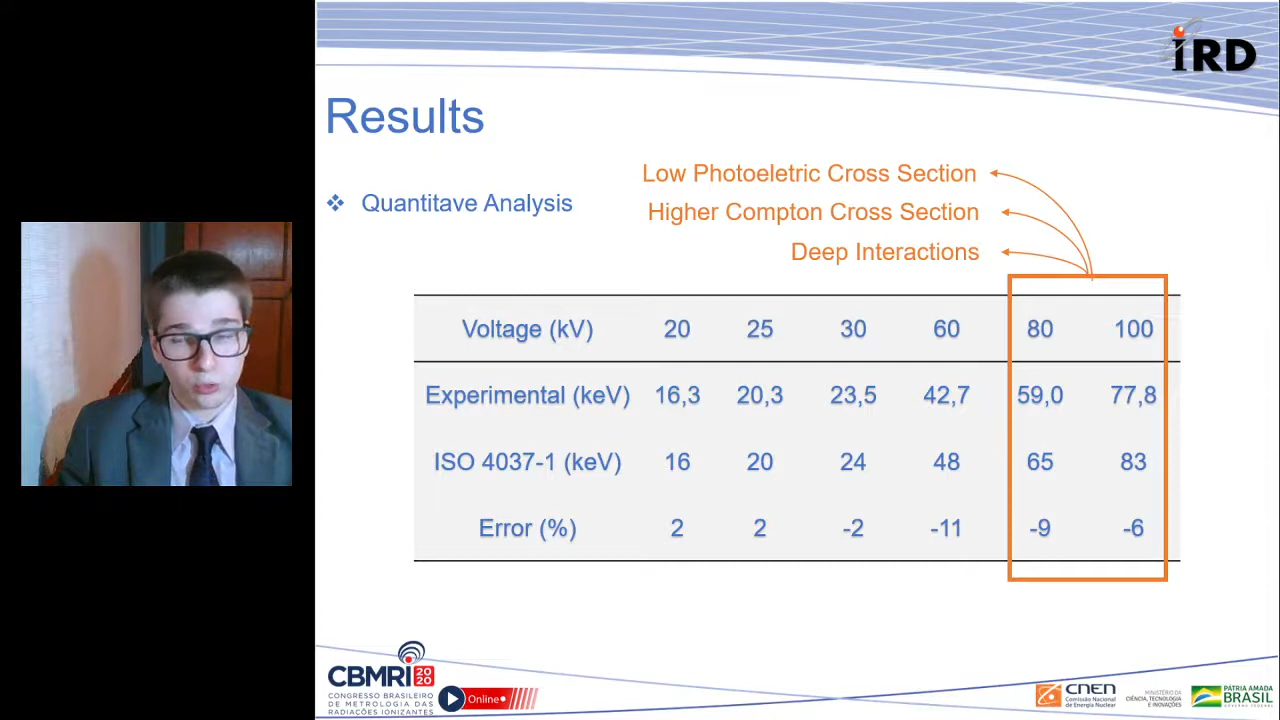 iRD
Results
Low Photoeletric Cross Section
❖ Quantitave Analysis
Higher Compton Cross Section
Deep Interactions
Voltage (kV) 20 25 30 60 80 100
Experimental (keV) 16,3 20,3 23,5 42,7 59,0 77,8
ISO 4037-1 (keV) 16 20 24 48 65 83
Error (%) 2 2 -2 -11 -9 -6
CBMRI 2020
CONGRESSO BRASILEIRO
DE METROLOGIA DAS
RADIAÇÕES IONIZANTES
Online
CNEN
Comissão Nacional
de Energia Nuclear
MINISTÉRIO DA
CIÊNCIA, TECNOLOGIA
E INOVAÇÕES
PÁTRIA AMADA
BRASIL
GOVERNO FEDERAL